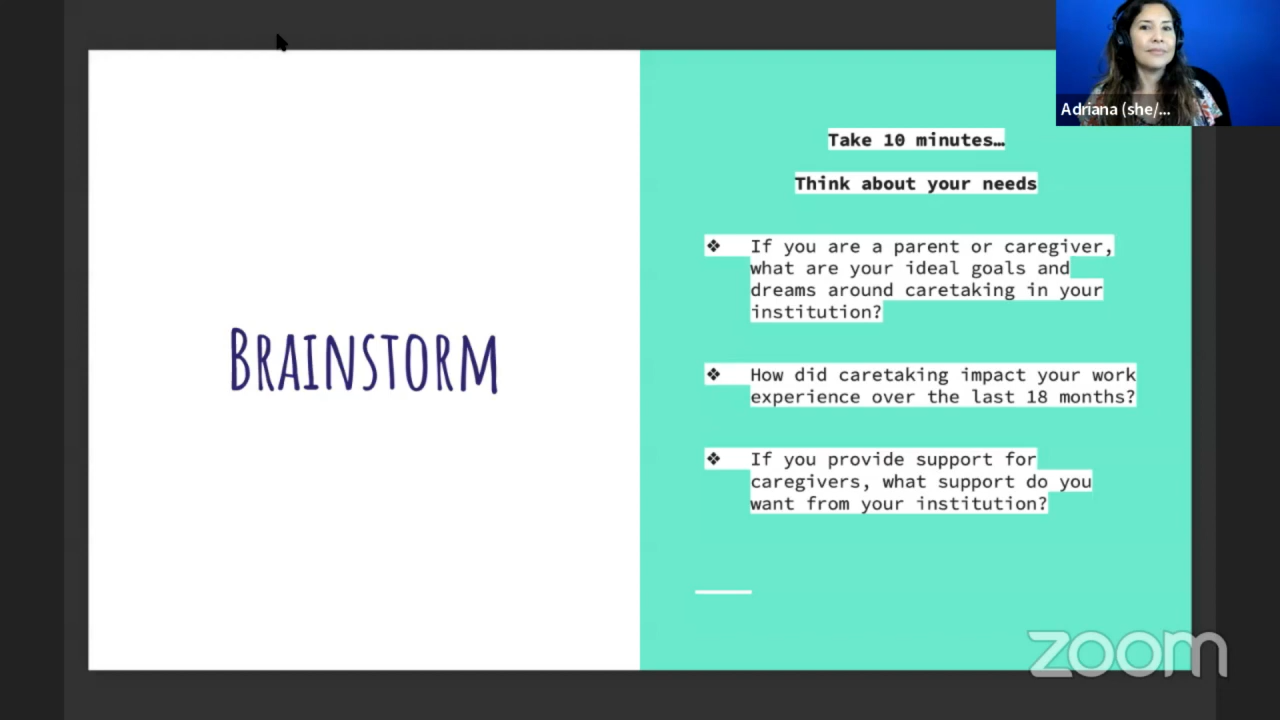 Adriana (she/...
Take 10 minutes…
Think about your needs
❖ If you are a parent or caregiver,
what are your ideal goals and
dreams around caretaking in your
institution?
BRAINSTORM
❖ How did caretaking impact your work
experience over the last 18 months?
❖ If you provide support for
caregivers, what support do you
want from your institution?
zoom